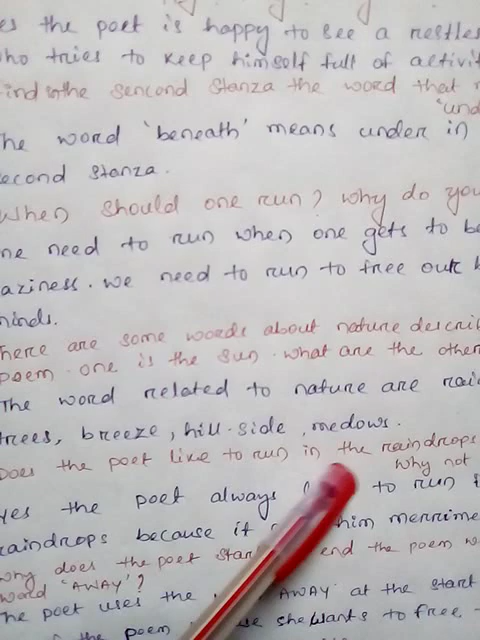 es the poet is happy to see a restles
who tries to keep himself full of activit
ind in the sencond stanza the word that
'und
he word 'beneath' means under in
econd stanza.
When should one run? why do you
ne need to run when one gets to be
aziness. we need to run to free our
minds.
here are some words about nature describ
poem. one is the sun. what are the other
The word related to nature are rai
trees, breeze, hill-side, medows.
Does the poet like to run in the raindrops
why not
yes the poet always to run
raindrops because it him merrime
why does the poet star end the poem w
word 'AWAY'?
The poet uses the AWAY at the start
the poem she wants to free